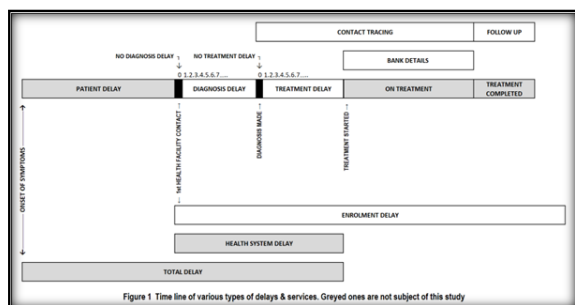 CONTACT TRACING FOLLOW UP
NO DIAGNOSIS DELAY NO TREATMENT DELAY BANK DETAILS
0 1.2.3.4.5.6.7..... 0 1.2.3.4.5.6.7.....
PATIENT DELAY DIAGNOSIS DELAY TREATMENT DELAY ON TREATMENT TREATMENT
COMPLETED
ONSET OF SYMPTOMS
1st HEALTH FACILITY CONTACT
DIAGNOSIS MADE
TREATMENT STARTED
ENROLMENT DELAY
HEALTH SYSTEM DELAY
TOTAL DELAY
Figure 1 Time line of various types of delays & services. Greyed ones are not subject of this study